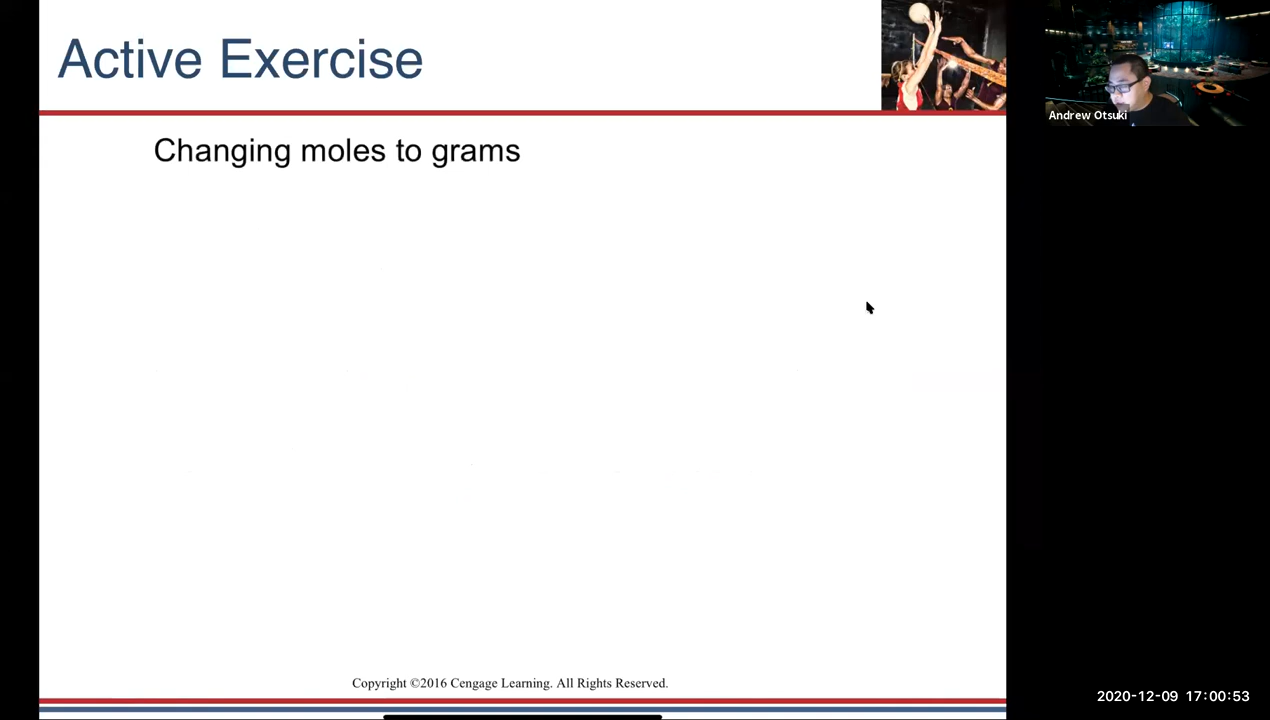 Active Exercise
Andrew Otsuki
Changing moles to grams
Copyright ©2016 Cengage Learning. All Rights Reserved.
2020-12-09 17:00:53